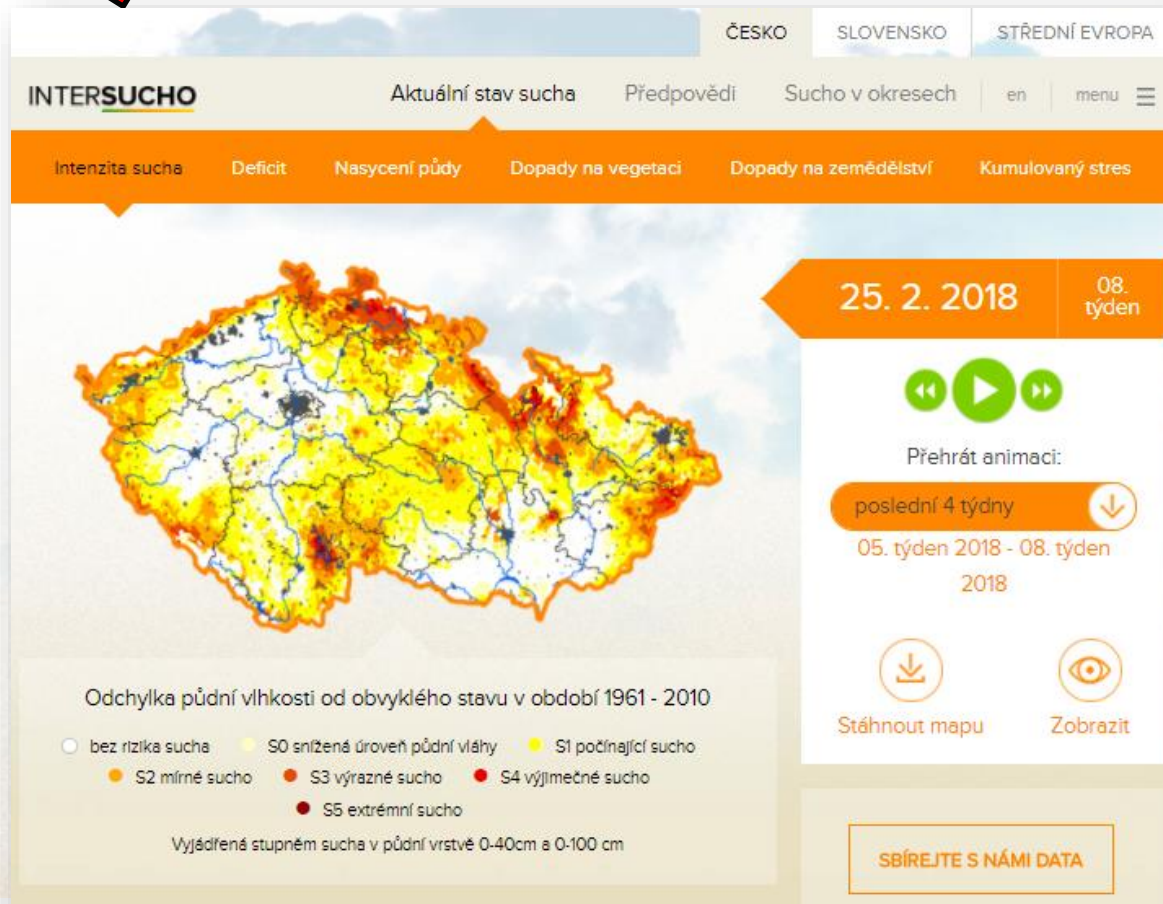 ČESKO SLOVENSKO STŘEDNÍ EVROPA
INTERSUCHO Aktuální stav sucha Předpovědi Sucho v okresech en menu
Intenzita sucha Deficit Nasycení půdy Dopady na vegetaci Dopady na zemědělství Kumulovaný stres
25. 2. 2018
08. týden
Přehrát animaci:
poslední 4 týdny
05. týden 2018 - 08. týden
2018
Stáhnout mapu Zobrazit
Odchylka půdní vlhkosti od obvyklého stavu v období 1961 - 2010
bez rizika sucha S0 snížená úroveň půdní vláhy S1 počínající sucho
S2 mírné sucho S3 výrazné sucho S4 výjimečné sucho
S5 extrémní sucho
Vyjádřená stupněm sucha v půdní vrstvě 0-40cm a 0-100 cm
SBÍREJTE S NÁMI DATA